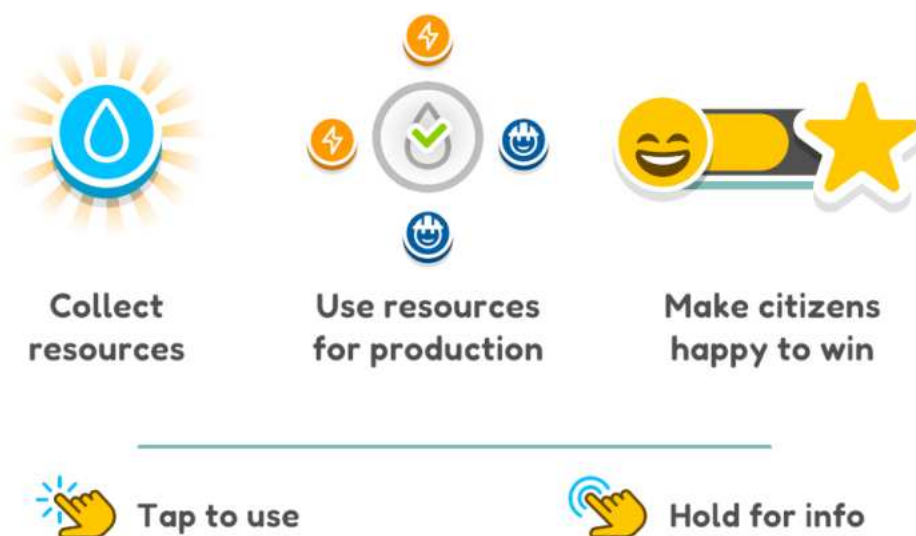 Collect
resources
Use resources
for production
Make citizens
happy to win
Tap to use
Hold for info